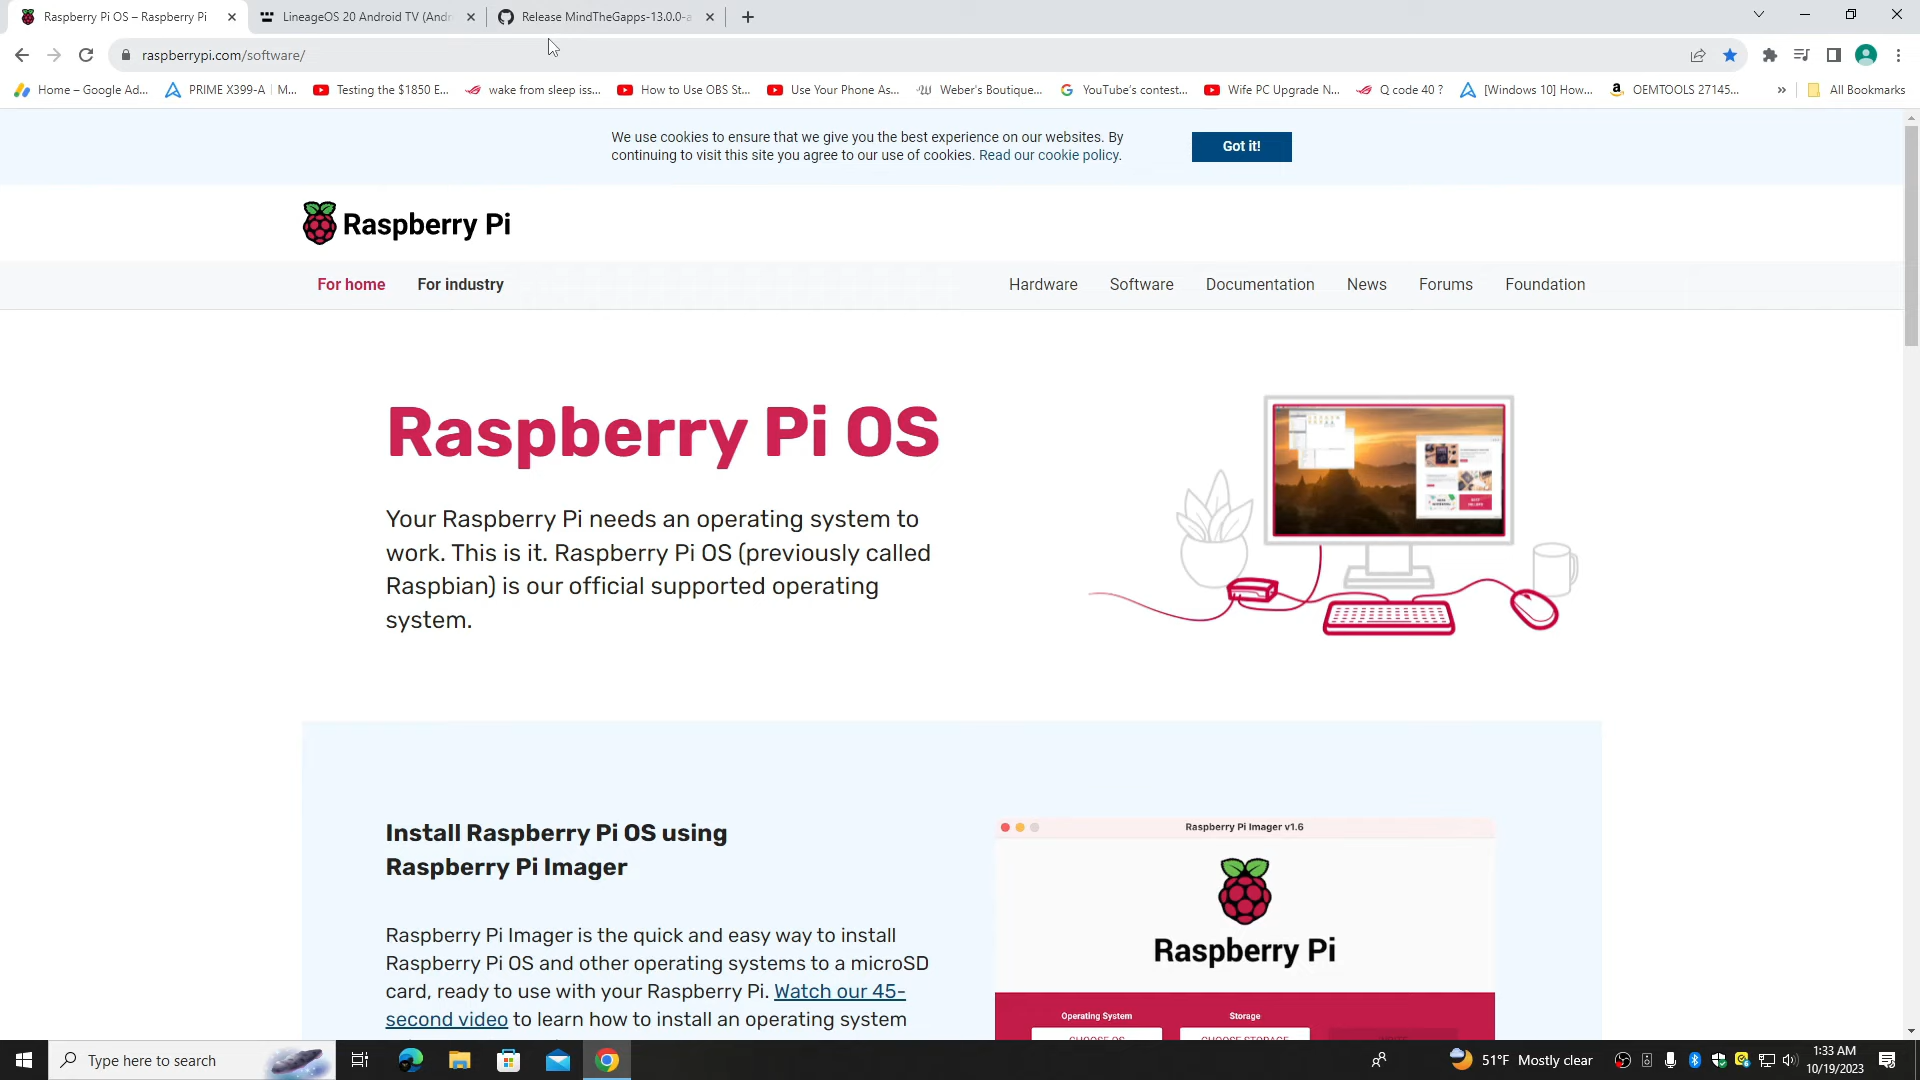 Raspberry Pi OS – Raspberry Pi
LineageOS 20 Android TV (Andr
Release MindTheGapps-13.0.0-a
raspberrypi.com/software/
Home – Google Ad...
PRIME X399-A | M...
Testing the $1850 E...
wake from sleep iss...
How to Use OBS St...
Use Your Phone As...
Weber's Boutique...
YouTube's contest...
Wife PC Upgrade N...
Q code 40 ?
[Windows 10] How...
OEMTOOLS 27145...
»
All Bookmarks
We use cookies to ensure that we give you the best experience on our websites. By
continuing to visit this site you agree to our use of cookies. Read our cookie policy.
Got it!
Raspberry Pi
For home
For industry
Hardware
Software
Documentation
News
Forums
Foundation
Raspberry Pi OS
Your Raspberry Pi needs an operating system to
work. This is it. Raspberry Pi OS (previously called
Raspbian) is our official supported operating
system.
Install Raspberry Pi OS using
Raspberry Pi Imager
Raspberry Pi Imager is the quick and easy way to install
Raspberry Pi OS and other operating systems to a microSD
card, ready to use with your Raspberry Pi. Watch our 45-
second video to learn how to install an operating system
Raspberry Pi Imager v1.6
Raspberry Pi
Operating System
Storage
CHOOSE OS
CHOOSE STORAGE
Type here to search
51°F Mostly clear
1:33 AM
10/19/2023